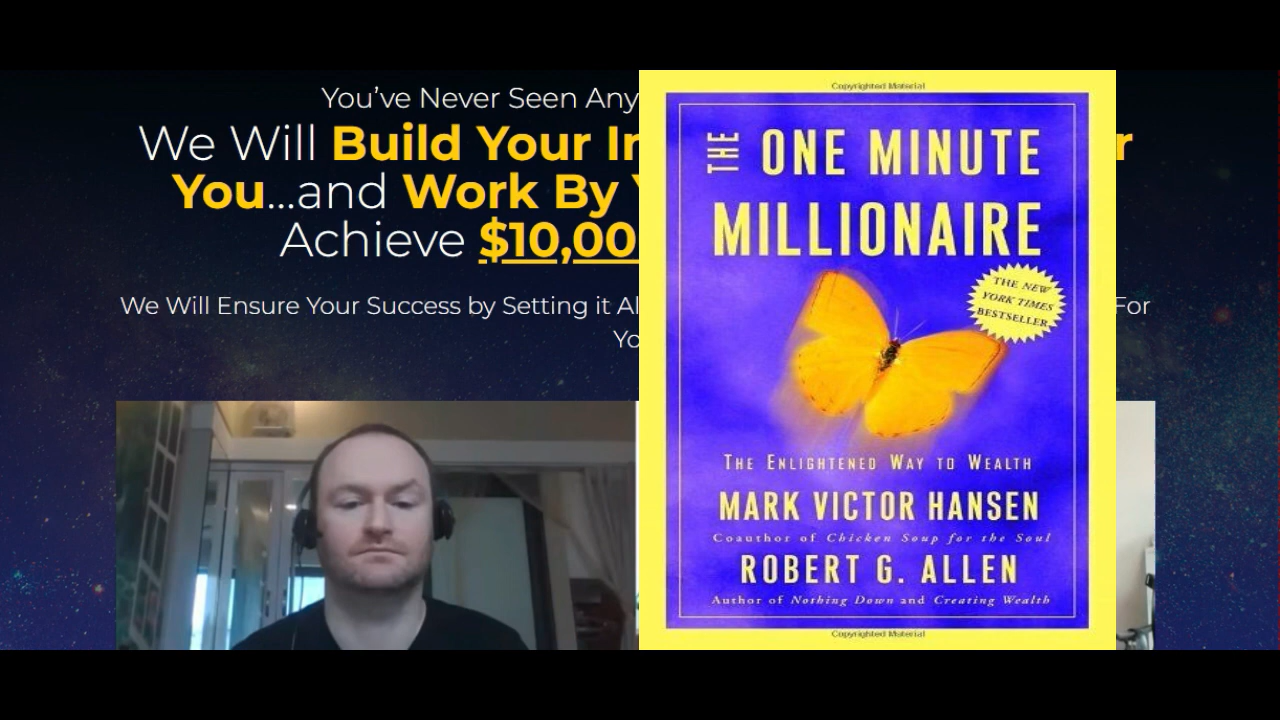 You’ve Never Seen Any
We Will Build Your In
r
You...and Work By
Achieve $10,00
We Will Ensure Your Success by Setting it Al
For
Yo
Copyrighted Material
THE ONE MINUTE
MILLIONAIRE
THE NEW
YORK TIMES
BESTSELLER
THE ENLIGHTENED WAY TO WEALTH
MARK VICTOR HANSEN
Coauthor of Chicken Soup for the Soul
ROBERT G. ALLEN
Author of Nothing Down and Creating Wealth
Copyrighted Material